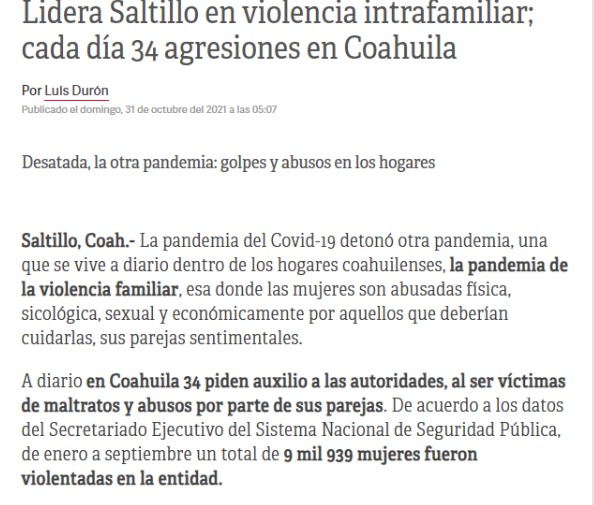 Lidera Saltillo en violencia intrafamiliar;
cada día 34 agresiones en Coahuila
Por Luis Durón
Publicado el domingo, 31 de octubre del 2021 a las 05:07
Desatada, la otra pandemia: golpes y abusos en los hogares
Saltillo, Coah.- La pandemia del Covid-19 detonó otra pandemia, una
que se vive a diario dentro de los hogares coahuilenses, la pandemia de
la violencia familiar, esa donde las mujeres son abusadas física,
sicológica, sexual y económicamente por aquellos que deberían
cuidarlas, sus parejas sentimentales.
A diario en Coahuila 34 piden auxilio a las autoridades, al ser víctimas
de maltratos y abusos por parte de sus parejas. De acuerdo a los datos
del Secretariado Ejecutivo del Sistema Nacional de Seguridad Pública,
de enero a septiembre un total de 9 mil 939 mujeres fueron
violentadas en la entidad.